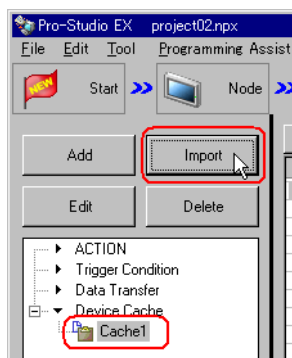 Pro-Studio EX project02.npx
File Edit Tool Programming Assist
NEW Start Node
Add Import
Edit Delete
ACTION
Trigger Condition
Data Transfer
Device Cache
Cache1